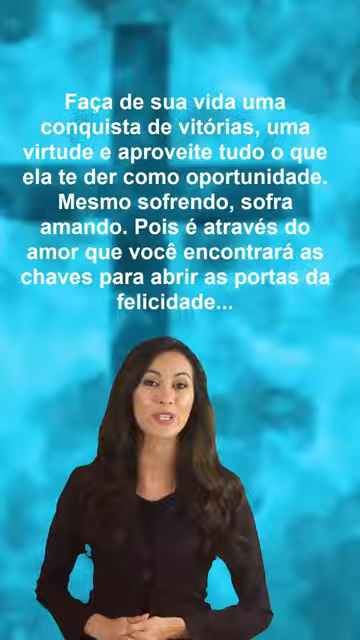 Faça de sua vida uma
conquista de vitórias, uma
virtude e aproveite tudo o que
ela te der como oportunidade.
Mesmo sofrendo, sofra
amando. Pois é através do
amor que você encontrará as
chaves para abrir as portas da
felicidade...